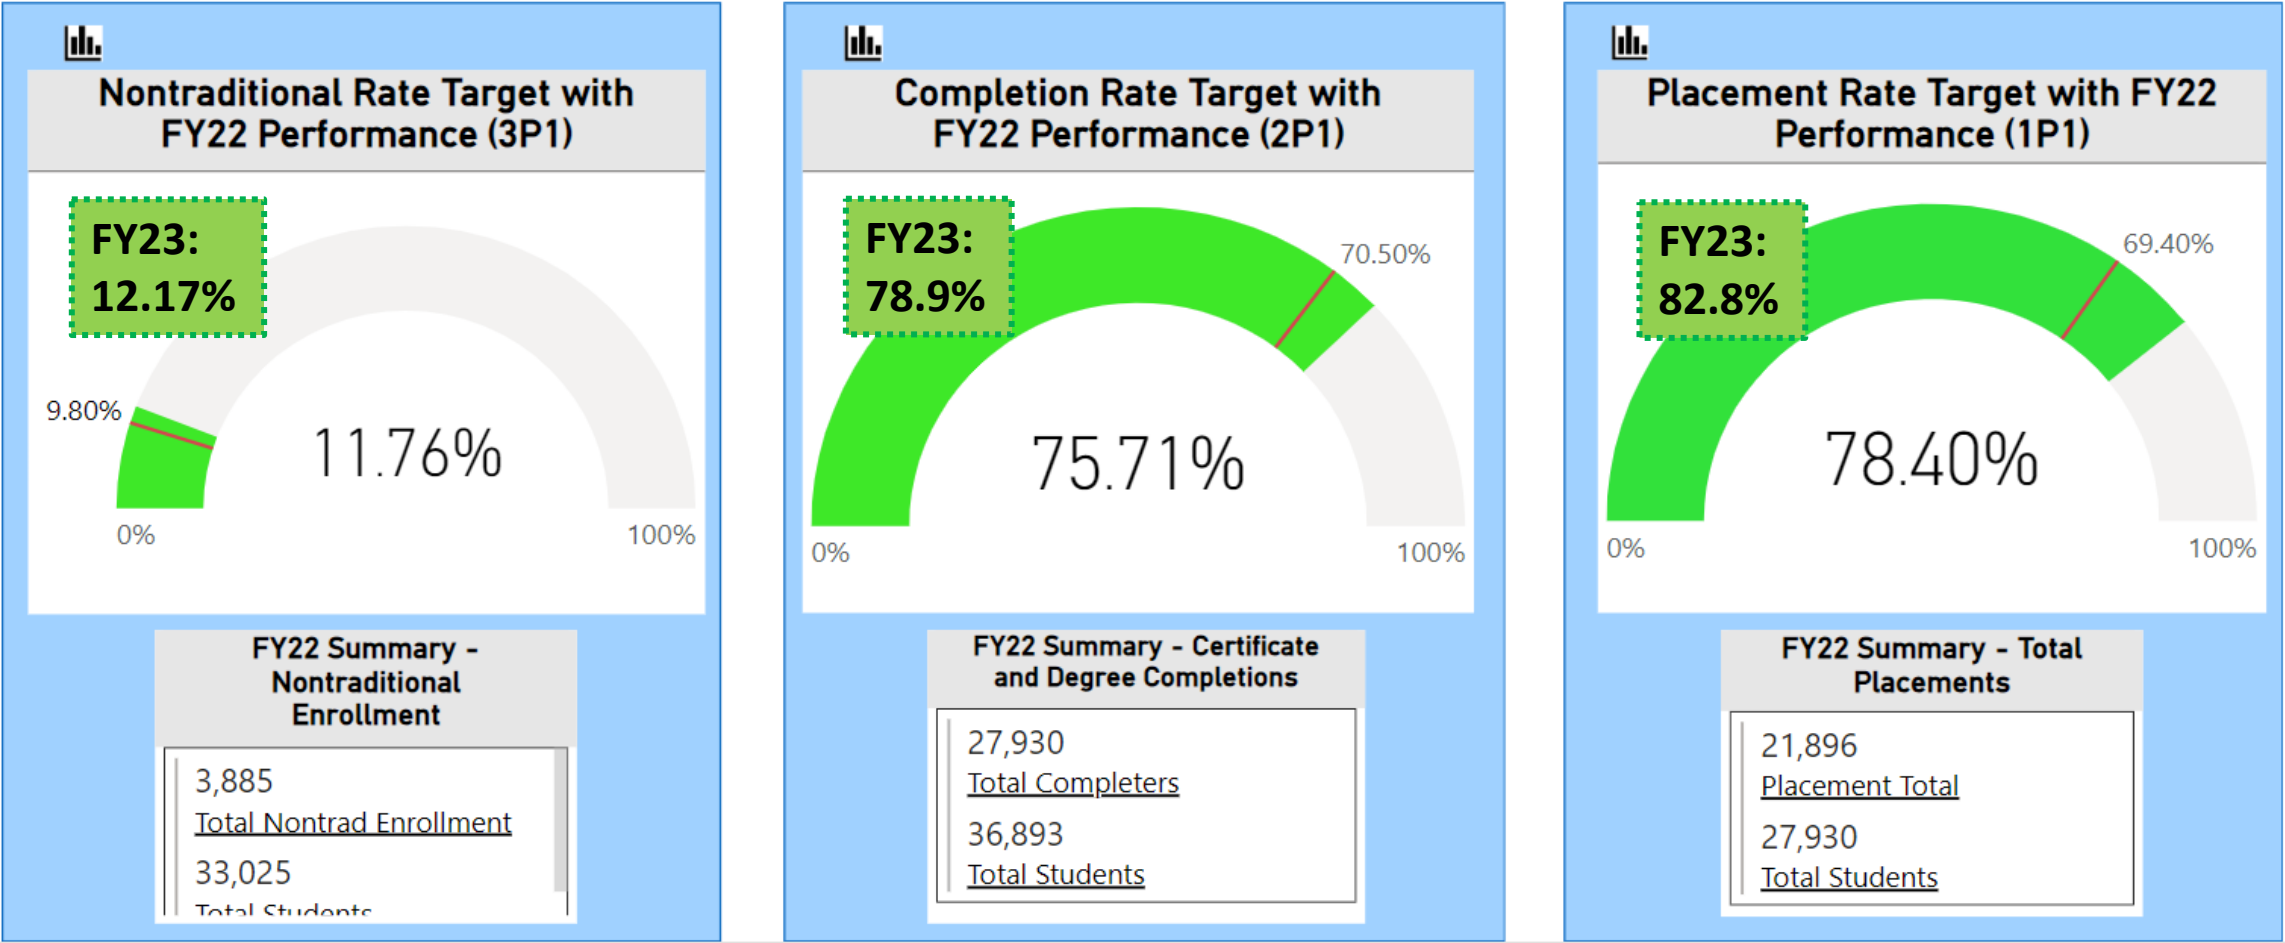 Nontraditional Rate Target with
FY22 Performance (3P1)
FY23:
12.17%
9.80%
11.76%
0%
100%
FY22 Summary -
Nontraditional
Enrollment
3,885
Total Nontrad Enrollment
33,025
Total Students
Completion Rate Target with
FY22 Performance (2P1)
FY23:
78.9%
70.50%
75.71%
0%
100%
FY22 Summary - Certificate
and Degree Completions
27,930
Total Completers
36,893
Total Students
Placement Rate Target with FY22
Performance (1P1)
FY23:
82.8%
69.40%
78.40%
0%
100%
FY22 Summary - Total
Placements
21,896
Placement Total
27,930
Total Students